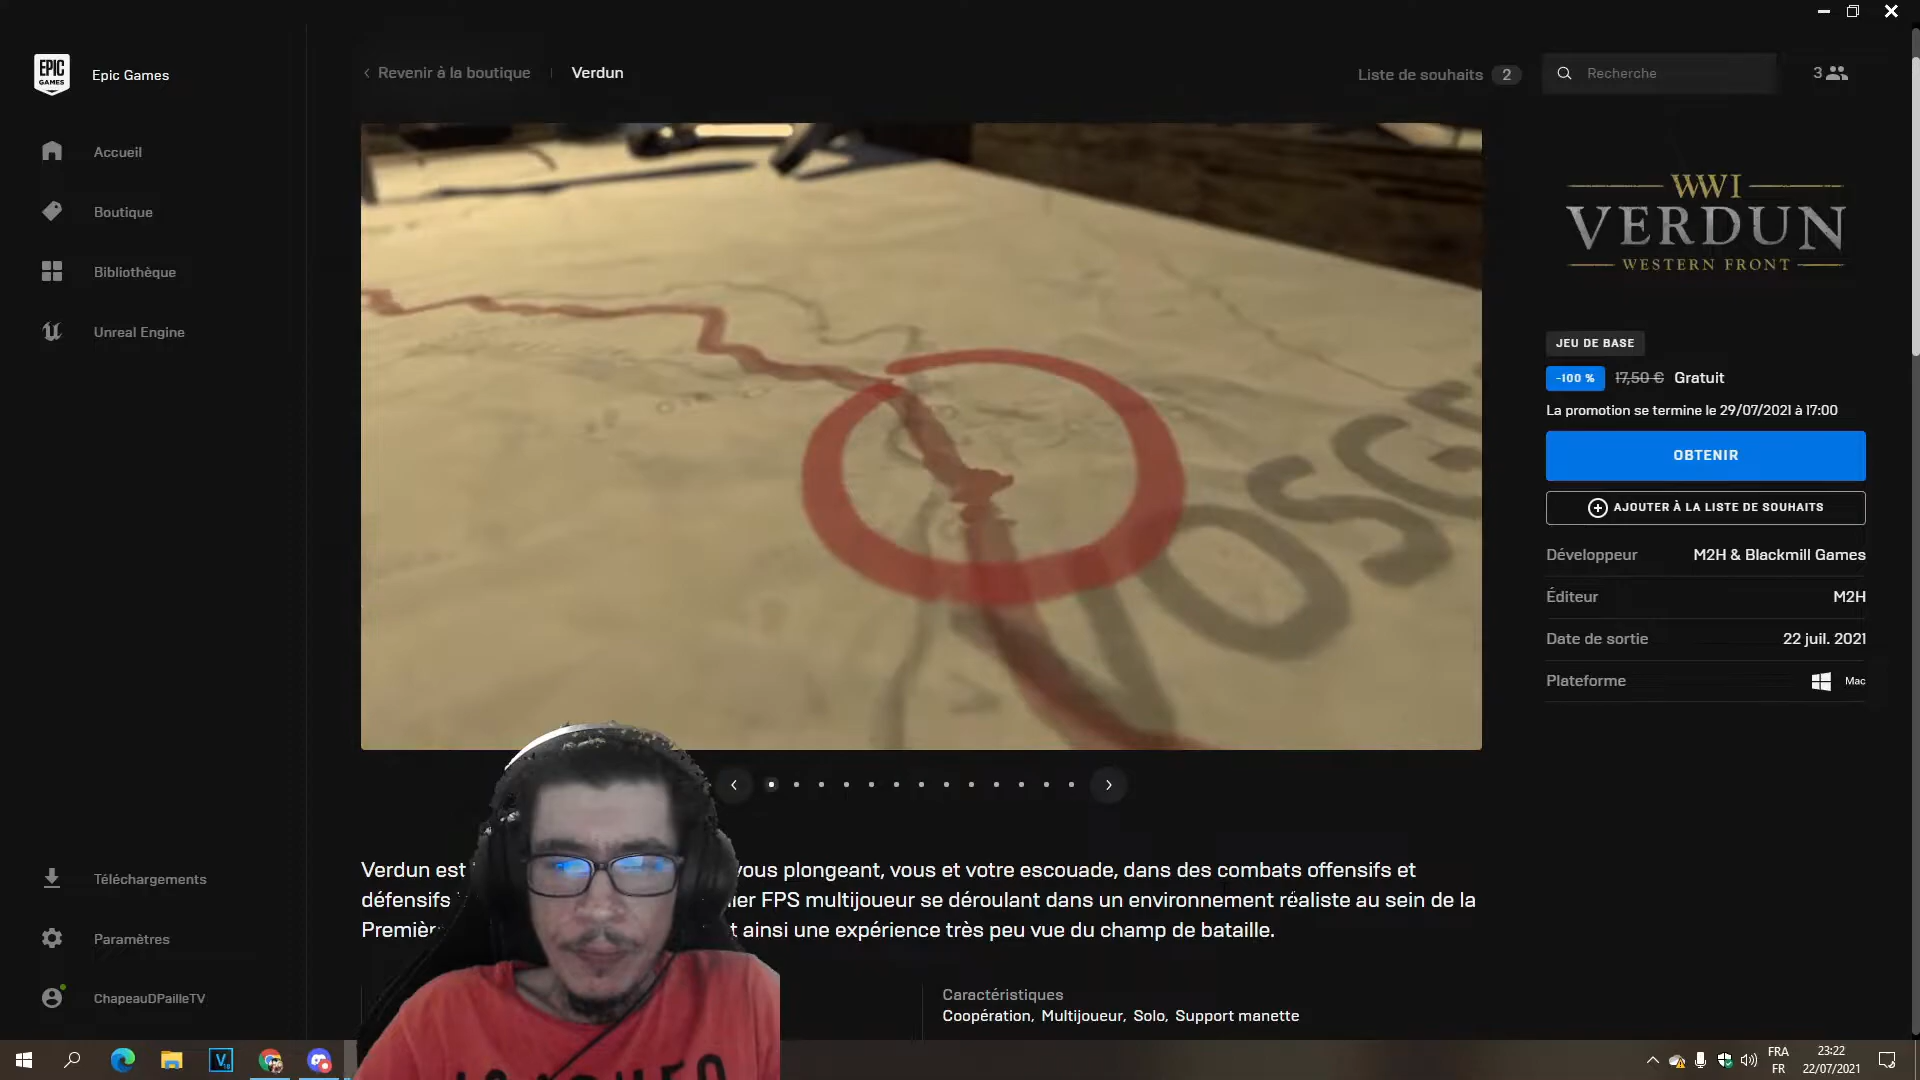 EPIC GAMES
Epic Games
Revenir à la boutique
Verdun
Liste de souhaits 2
Recherche
3
Accueil
Boutique
Bibliothèque
Unreal Engine
Téléchargements
Paramètres
ChapeauDPailleTV
WWI
VERDUN
WESTERN FRONT
JEU DE BASE
-100 % 17,50 € Gratuit
La promotion se termine le 29/07/2021 à 17:00
OBTENIR
AJOUTER À LA LISTE DE SOUHAITS
Développeur M2H & Blackmill Games
Éditeur M2H
Date de sortie 22 juil. 2021
Plateforme Mac
Verdun est vous plongeant, vous et votre escouade, dans des combats offensifs et
défensifs FPS multijoueur se déroulant dans un environnement réaliste au sein de la
ainsi une expérience très peu vue du champ de bataille.
Caractéristiques
Coopération, Multijoueur, Solo, Support manette
FRA
FR
23:22
22/07/2021